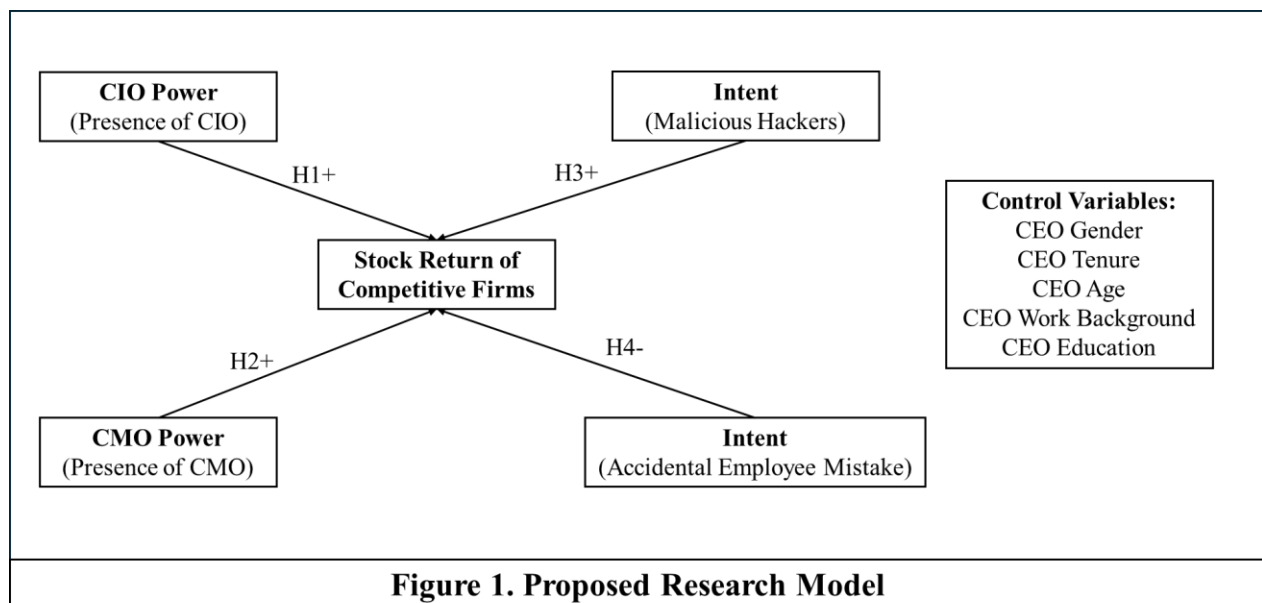 CIO Power
(Presence of CIO)
Intent
(Malicious Hackers)
H1+
H3+
Control Variables:
CEO Gender
CEO Tenure
CEO Age
CEO Work Background
CEO Education
Stock Return of
Competitive Firms
H2+
H4-
CMO Power
(Presence of CMO)
Intent
(Accidental Employee Mistake)
Figure 1. Proposed Research Model